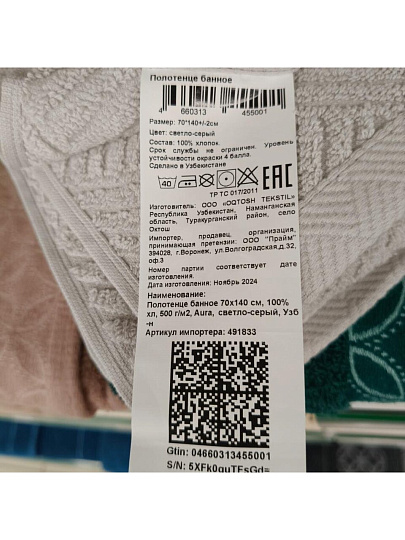 Полотенце банное
4 660313 455001
Размер: 70*140+/-2см
Цвет: светло-серый
Состав: 100% хлопок.
Срок службы не ограничен. уровень
устойчивости окраски 4 балла.
Сделано в Узбекистане
40
EAC
ТР ТС 017/2011
Изготовитель: ООО «OQTOSH TEKSTIL»
Республика Узбекистан, Наманганская
область, Туракурганский район, село
Октош
Импортер, продавец, организация,
принимающая претензии: ООО "Прайм"
394028, г.Воронеж, ул.Волгоградская,д.32,
оф.3
Номер партии соответствует дате
изготовления
Дата изготовления: Ноябрь 2024
Наименование:
Полотенце банное 70х140 см, 100%
хл, 500 г/м2, Aura, светло-серый, Узб
-н
Артикул импортера: 491833
Gtin: 04660313455001
S/N: 5XFk0guTFsGd=